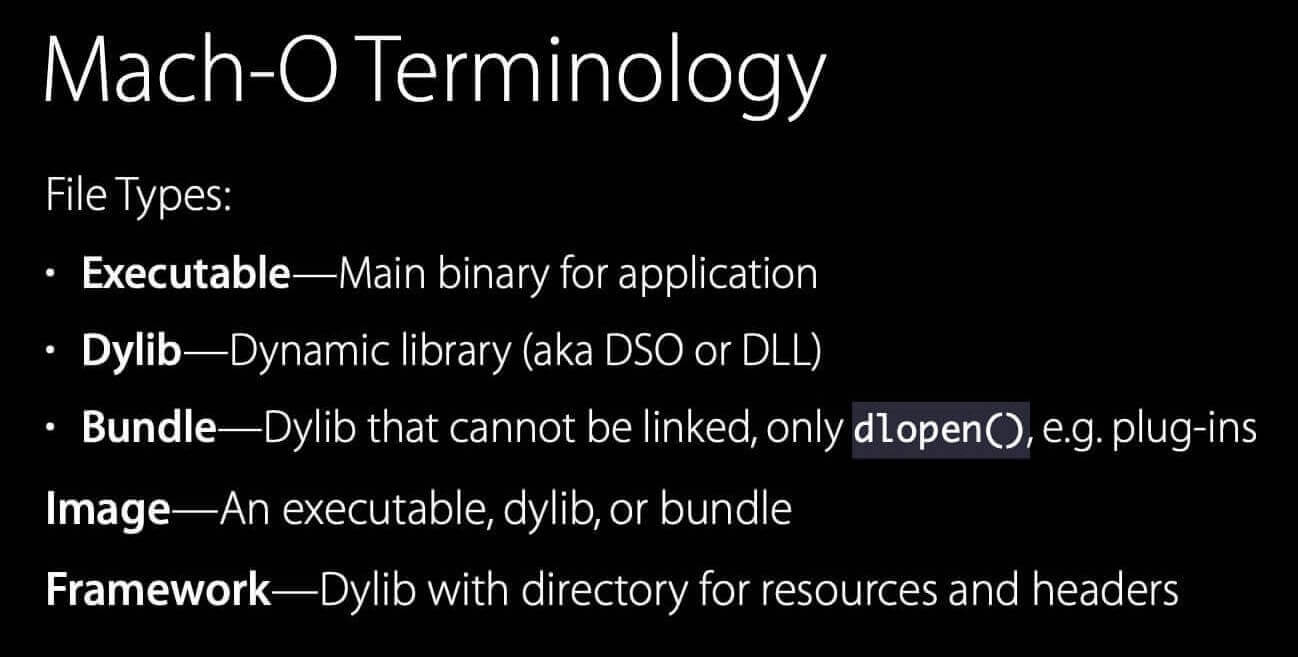 Mach-O Terminology
File Types:
• Executable—Main binary for application
• Dylib—Dynamic library (aka DSO or DLL)
• Bundle—Dylib that cannot be linked, only dlopen(), e.g. plug-ins
Image—An executable, dylib, or bundle
Framework—Dylib with directory for resources and headers